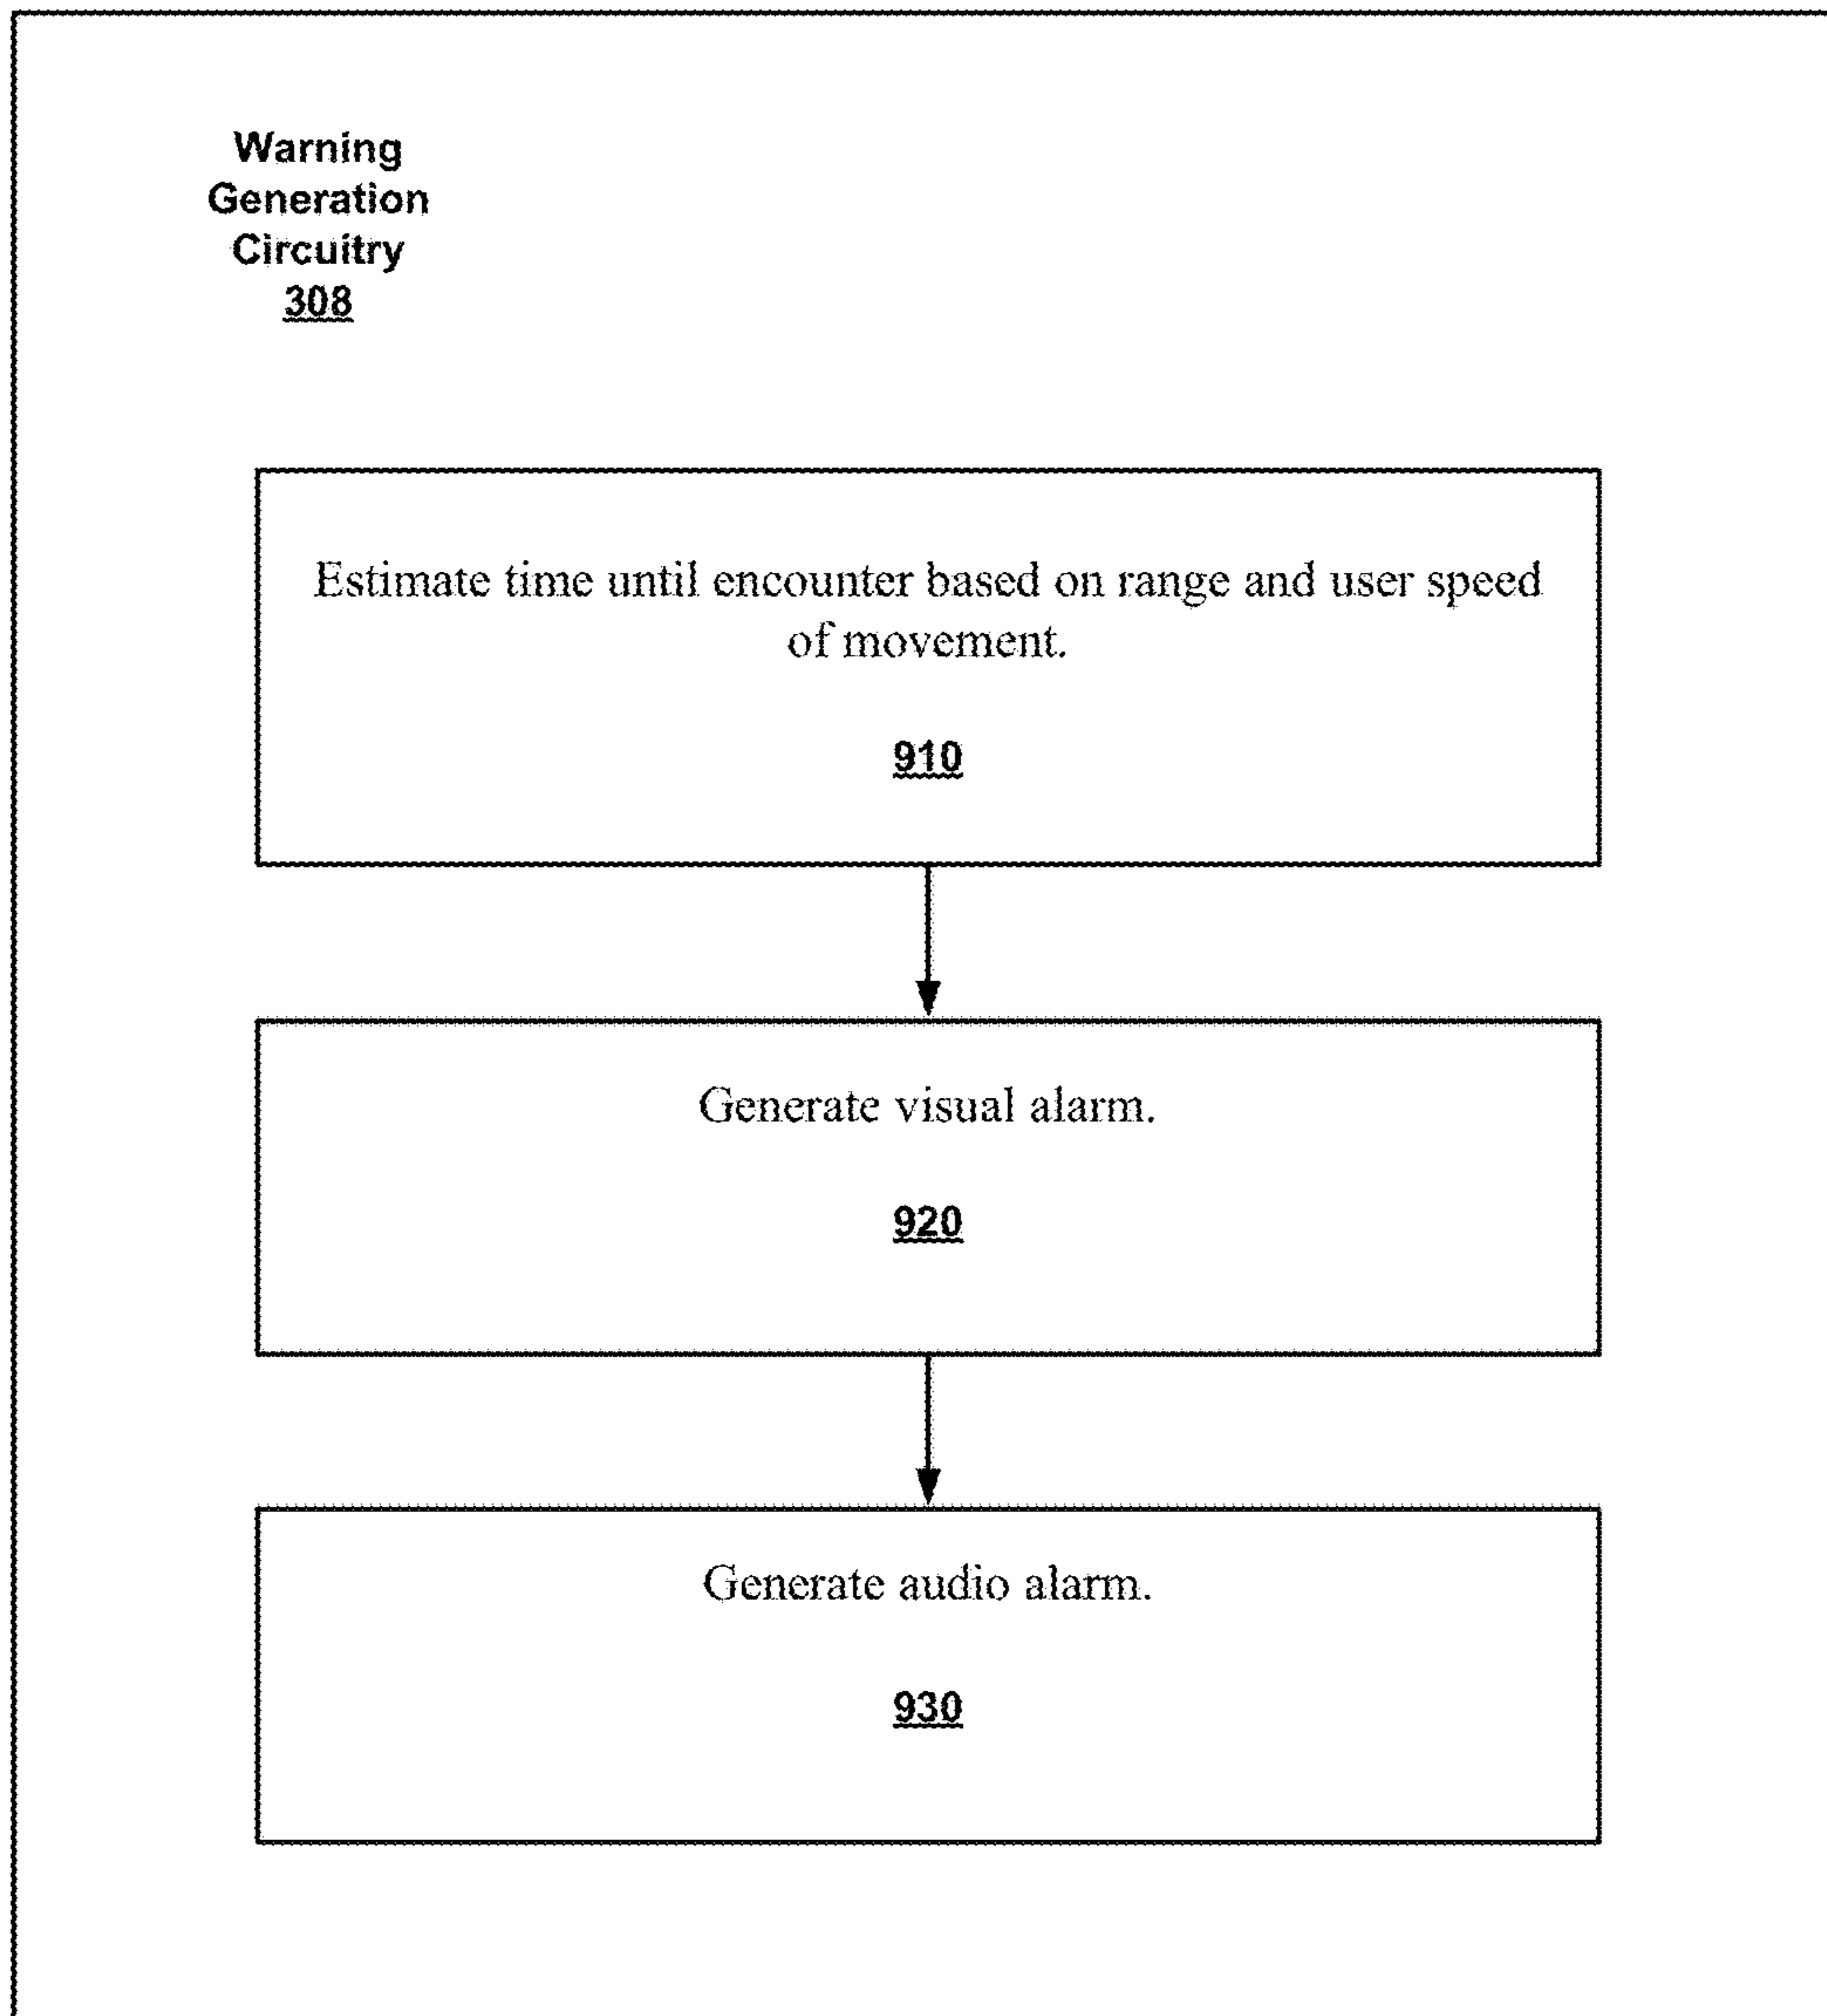 Warning
Generation
Circuitry
308
Estimate time until encounter based on range and user speed
of movement.
910
Generate visual alarm.
920
Generate audio alarm.
930